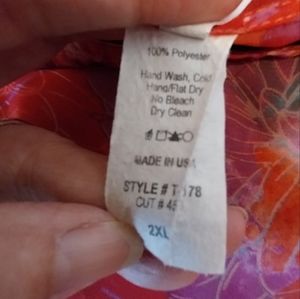 100% Polyester
Hand Wash, Cold
Hand/Flat Dry
No Bleach
Dry Clean
MADE IN USA
STYLE # T-178
CUT # 45
2XL